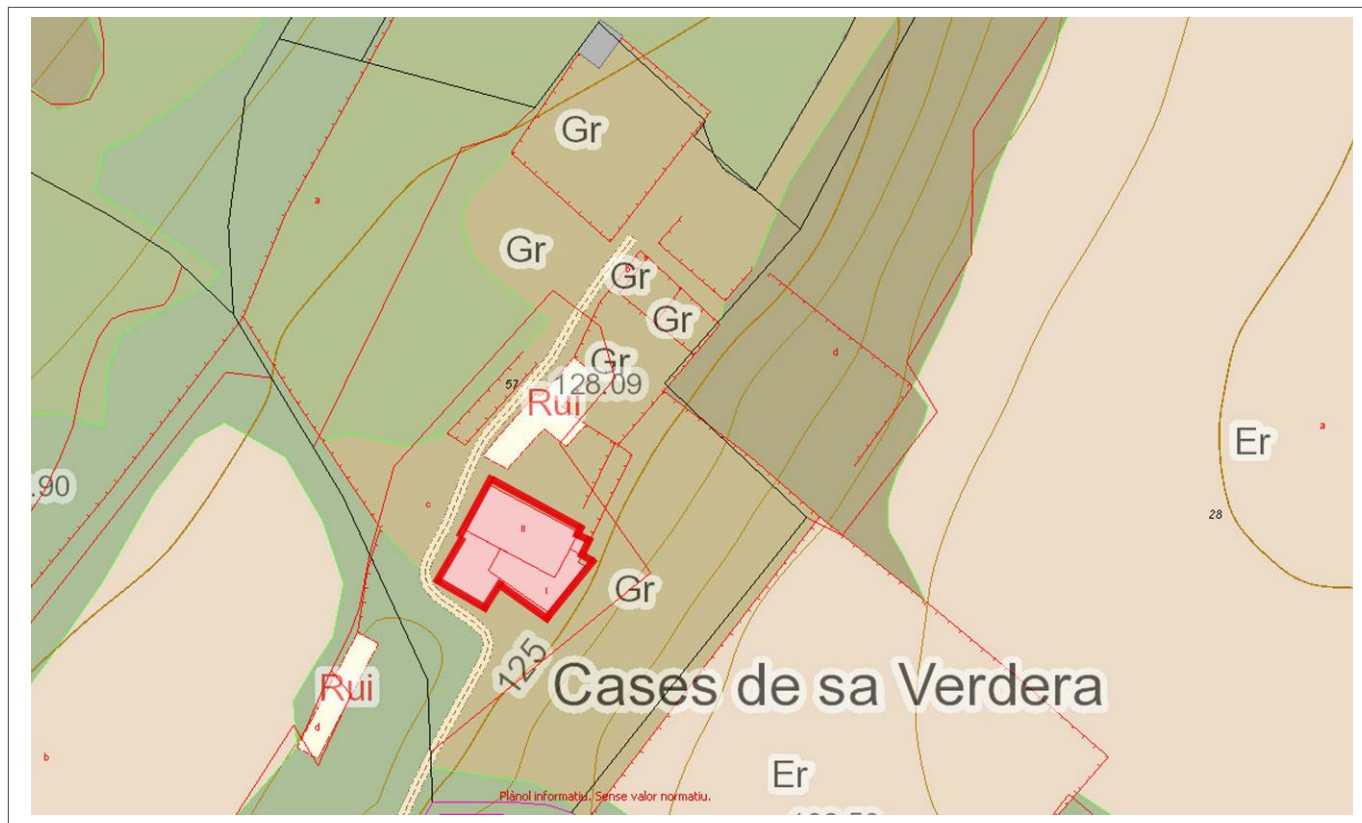 Gr
a
Gr
Gr
b
Gr
d
Gr
57
128.09
Rui
a
Er
.90
c
28
II
I
Gr
125
Cases de sa Verdera
Rui
d
b
Er
Plànol informatiu. Sense valor normatiu.